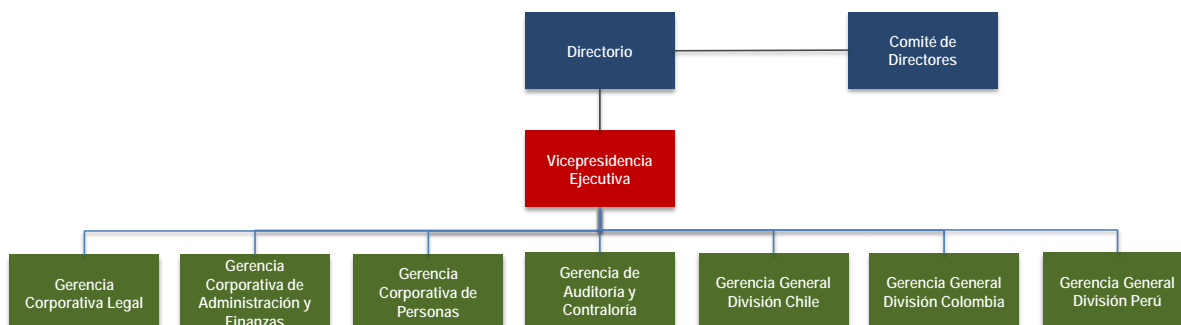 Directorio
Comité de
Directores
Vicepresidencia
Ejecutiva
Gerencia
Corporativa Legal
Gerencia
Corporativa de
Administración y
Finanzas
Gerencia
Corporativa de
Personas
Gerencia de
Auditoría y
Contraloría
Gerencia General
División Chile
Gerencia General
División Colombia
Gerencia General
División Perú